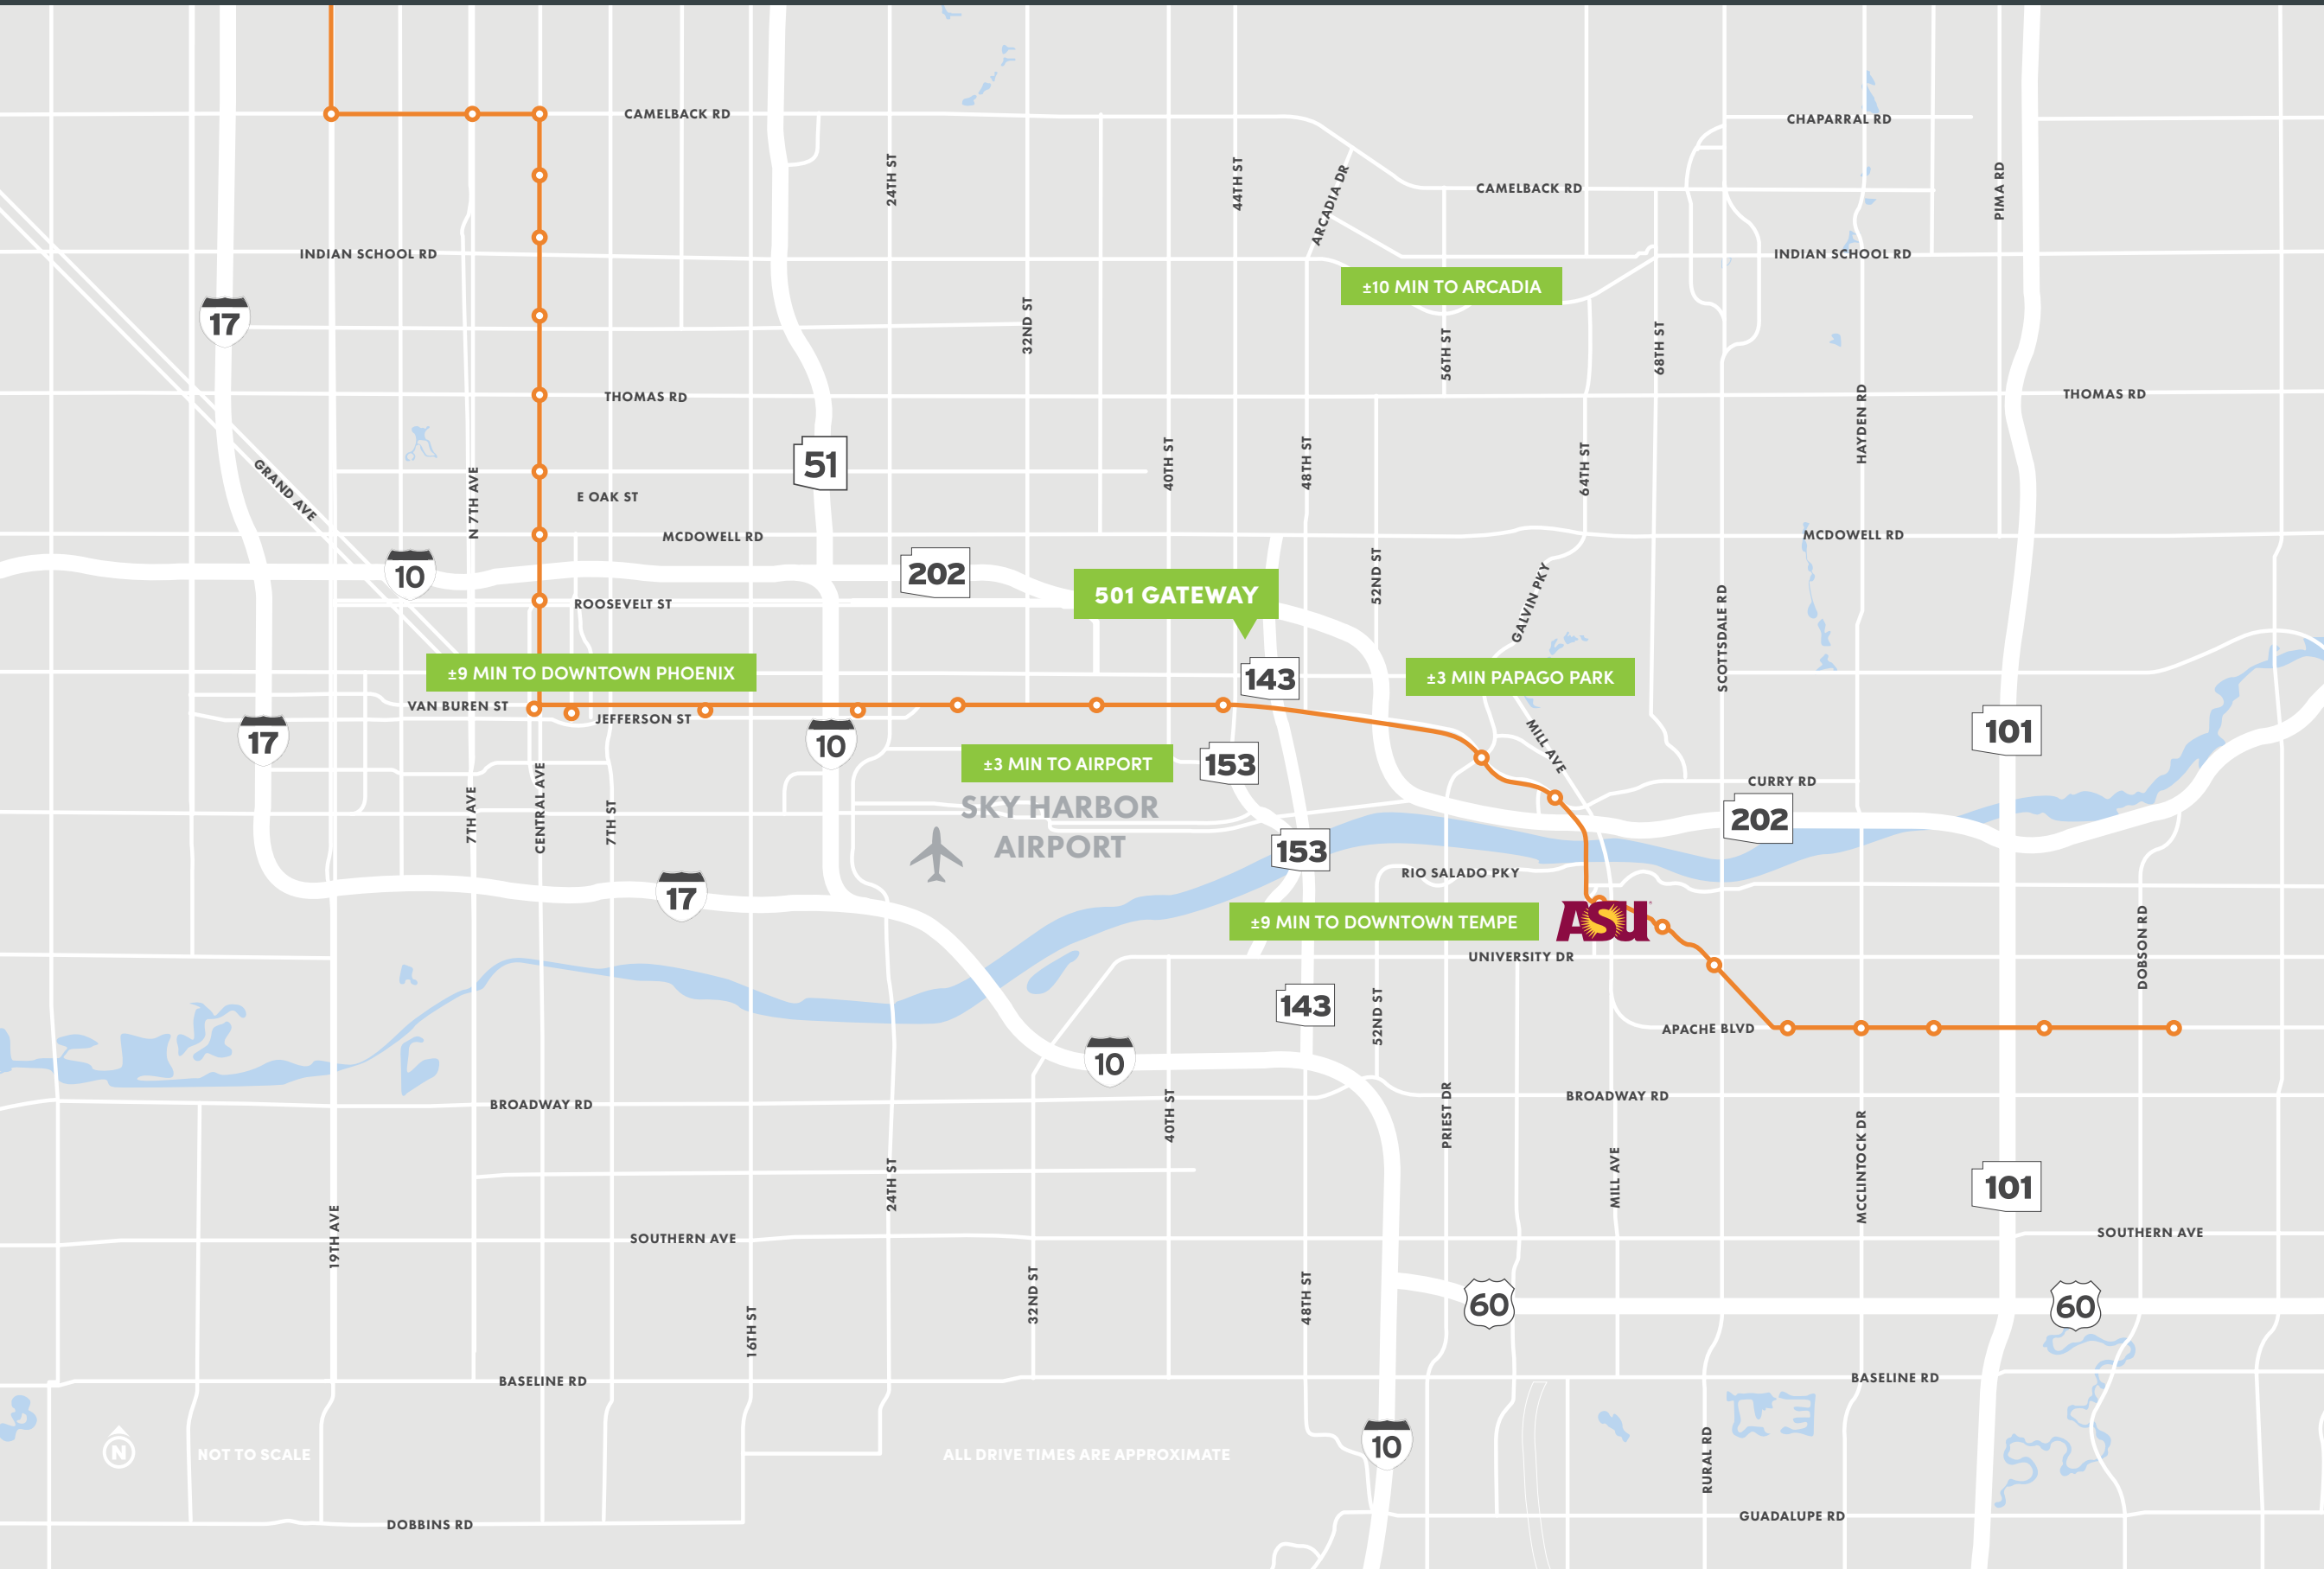 CAMELBACK RD
CHAPARRAL RD
24TH ST
44TH ST
ARCADIA DR
CAMELBACK RD
PIMA RD
INDIAN SCHOOL RD
INDIAN SCHOOL RD
±10 MIN TO ARCADIA
17
32ND ST
56TH ST
68TH ST
THOMAS RD
THOMAS RD
HAYDEN RD
51
40TH ST
48TH ST
64TH ST
GRAND AVE
N 7TH AVE
E OAK ST
MCDOWELL RD
MCDOWELL RD
10
202
52ND ST
501 GATEWAY
GALVIN PKY
ROOSEVELT ST
SCOTTSDALE RD
±9 MIN TO DOWNTOWN PHOENIX
143
±3 MIN PAPAGO PARK
VAN BUREN ST
JEFFERSON ST
17
10
MILL AVE
101
±3 MIN TO AIRPORT
153
CURRY RD
7TH AVE
CENTRAL AVE
7TH ST
SKY HARBOR
AIRPORT
202
153
RIO SALADO PKY
17
±9 MIN TO DOWNTOWN TEMPE
ASU
UNIVERSITY DR
DOBSON RD
143
52ND ST
APACHE BLVD
10
BROADWAY RD
40TH ST
PRIEST DR
BROADWAY RD
MCCLINTOCK DR
24TH ST
MILL AVE
101
19TH AVE
SOUTHERN AVE
SOUTHERN AVE
32ND ST
48TH ST
60
60
16TH ST
BASELINE RD
BASELINE RD
N
NOT TO SCALE
ALL DRIVE TIMES ARE APPROXIMATE
10
RURAL RD
DOBBINS RD
GUADALUPE RD